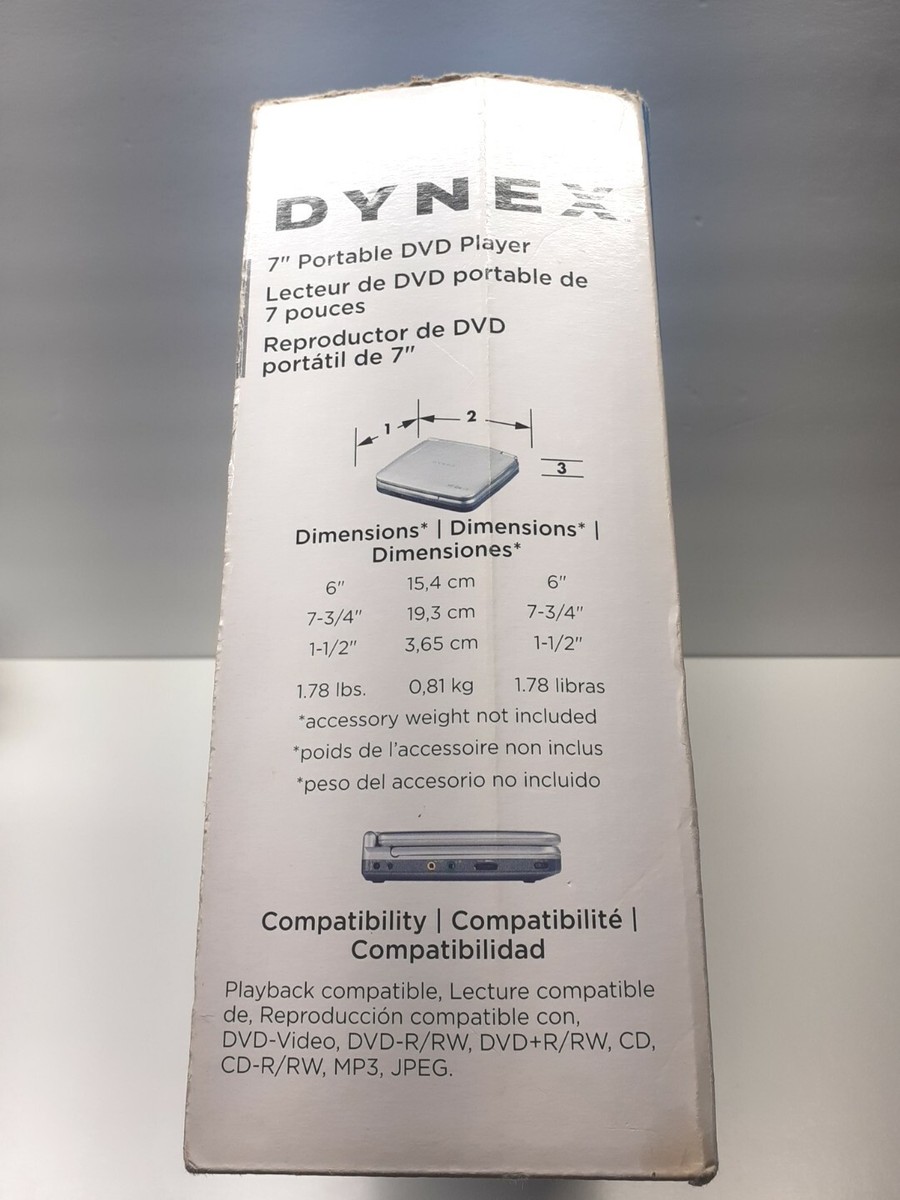 DYNEX
7" Portable DVD Player
Lecteur de DVD portable de
7 pouces
Reproductor de DVD
portátil de 7"
1 2
3
Dimensions* | Dimensions* |
Dimensiones*
6" 15,4 cm 6"
7-3/4" 19,3 cm 7-3/4"
1-1/2" 3,65 cm 1-1/2"
1.78 lbs. 0,81 kg 1.78 libras
*accessory weight not included
*poids de l'accessoire non inclus
*peso del accesorio no incluido
Compatibility | Compatibilité |
Compatibilidad
Playback compatible, Lecture compatible
de, Reproducción compatible con,
DVD-Video, DVD-R/RW, DVD+R/RW, CD,
CD-R/RW, MP3, JPEG.